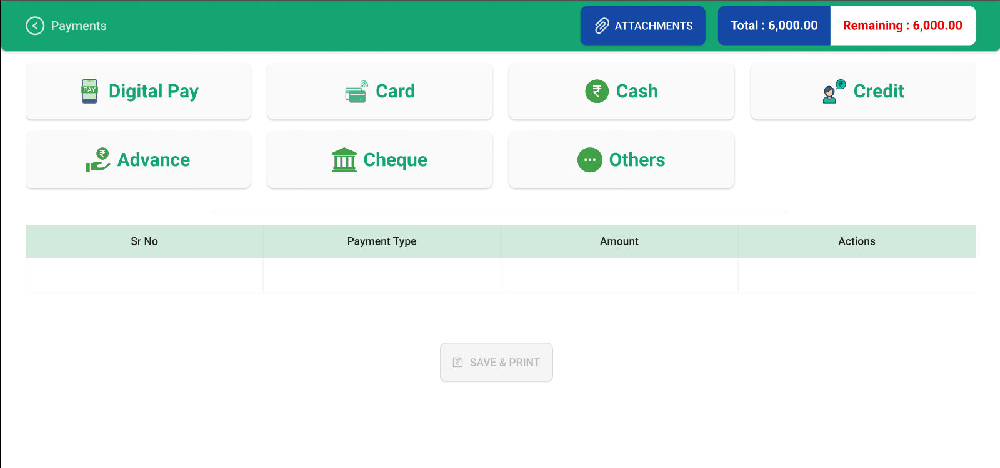 Payments
ATTACHMENTS
Total : 6,000.00
Remaining : 6,000.00
PAY
Digital Pay
Card
₹
Cash
₹
Credit
₹
Advance
Cheque
Others
Sr No
Payment Type
Amount
Actions
SAVE & PRINT